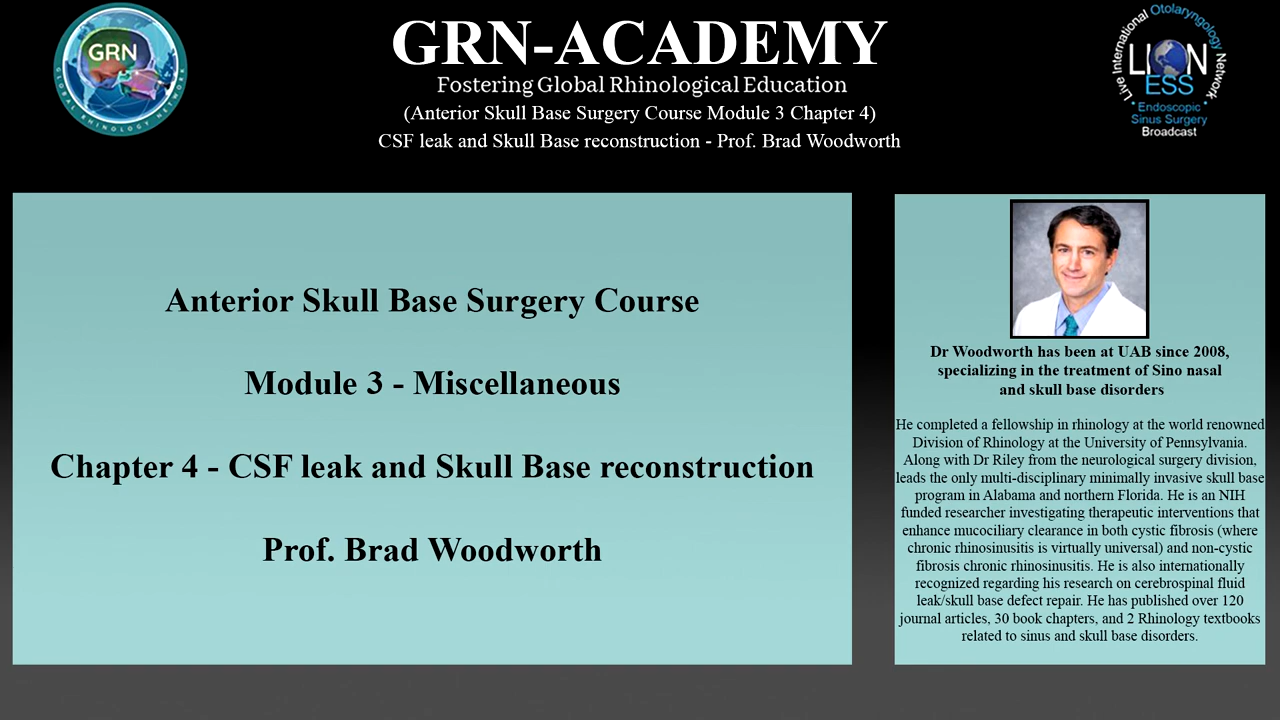 GRN
GLOBAL RHINOLOGY NETWORK
GRN-ACADEMY
Fostering Global Rhinological Education
(Anterior Skull Base Surgery Course Module 3 Chapter 4)
CSF leak and Skull Base reconstruction - Prof. Brad Woodworth
Live International Otolaryngology Network
LION
ESS
• Endoscopic •
Sinus Surgery
Broadcast
Anterior Skull Base Surgery Course
Module 3 - Miscellaneous
Chapter 4 - CSF leak and Skull Base reconstruction
Prof. Brad Woodworth
Dr Woodworth has been at UAB since 2008,
specializing in the treatment of Sino nasal
and skull base disorders
He completed a fellowship in rhinology at the world renowned
Division of Rhinology at the University of Pennsylvania.
Along with Dr Riley from the neurological surgery division,
leads the only multi-disciplinary minimally invasive skull base
program in Alabama and northern Florida. He is an NIH
funded researcher investigating therapeutic interventions that
enhance mucociliary clearance in both cystic fibrosis (where
chronic rhinosinusitis is virtually universal) and non-cystic
fibrosis chronic rhinosinusitis. He is also internationally
recognized regarding his research on cerebrospinal fluid
leak/skull base defect repair. He has published over 120
journal articles, 30 book chapters, and 2 Rhinology textbooks
related to sinus and skull base disorders.